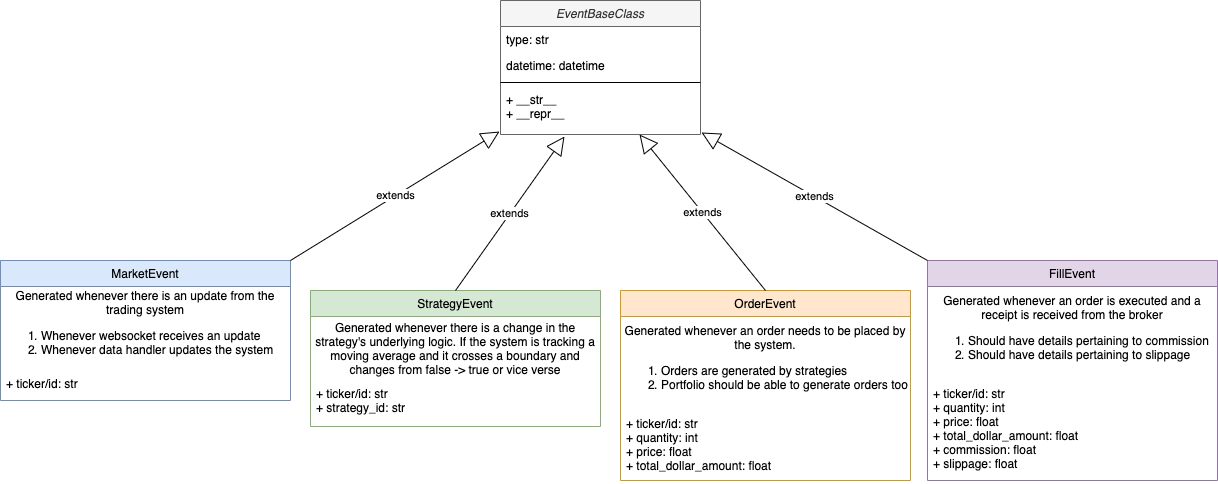 EventBaseClass
type: str
datetime: datetime
+ __str__
+ __repr__
extends
extends
extends
extends
MarketEvent
Generated whenever there is an update from the
trading system
1. Whenever websocket receives an update
2. Whenever data handler updates the system
+ ticker/id: str
StrategyEvent
Generated whenever there is a change in the
strategy's underlying logic. If the system is tracking a
moving average and it crosses a boundary and
changes from false -> true or vice verse
+ ticker/id: str
+ strategy_id: str
OrderEvent
Generated whenever an order needs to be placed by
the system.
1. Orders are generated by strategies
2. Portfolio should be able to generate orders too
+ ticker/id: str
+ quantity: int
+ price: float
+ total_dollar_amount: float
FillEvent
Generated whenever an order is executed and a
receipt is received from the broker
1. Should have details pertaining to commission
2. Should have details pertaining to slippage
+ ticker/id: str
+ quantity: int
+ price: float
+ total_dollar_amount: float
+ commission: float
+ slippage: float